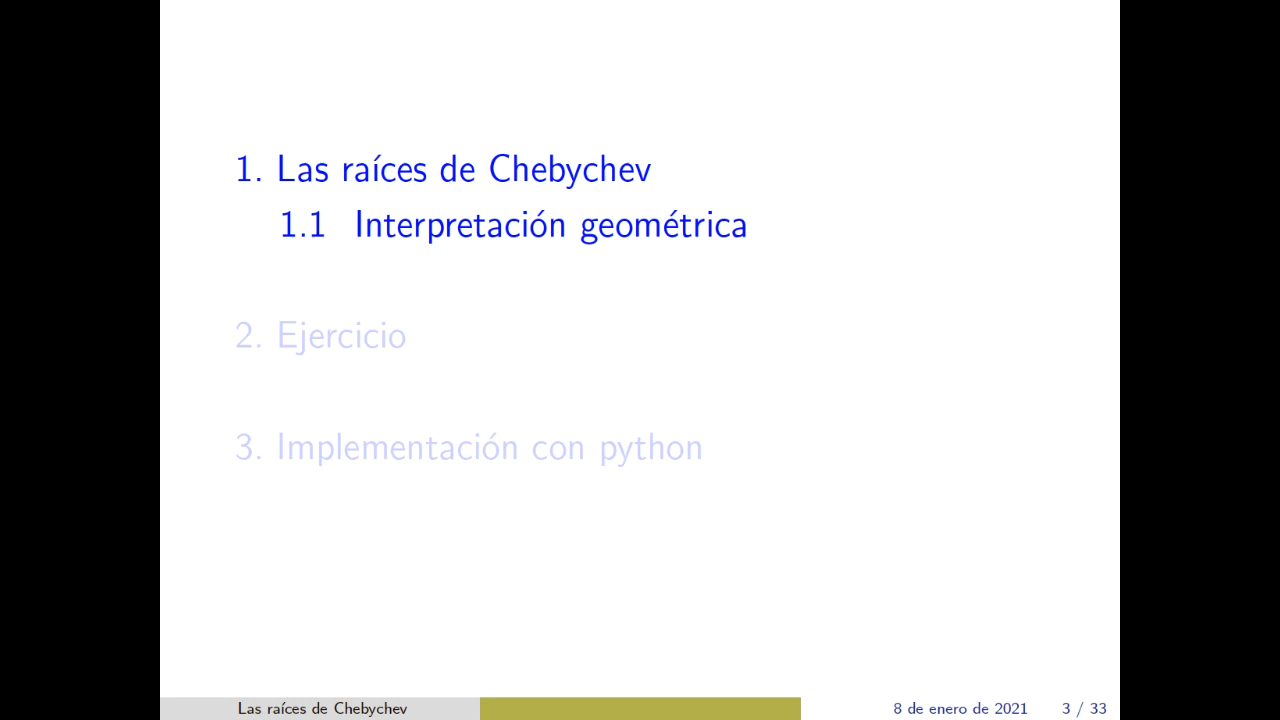 1. Las raíces de Chebychev
1.1 Interpretación geométrica
2. Ejercicio
3. Implementación con python
Las raíces de Chebychev 8 de enero de 2021 3 / 33